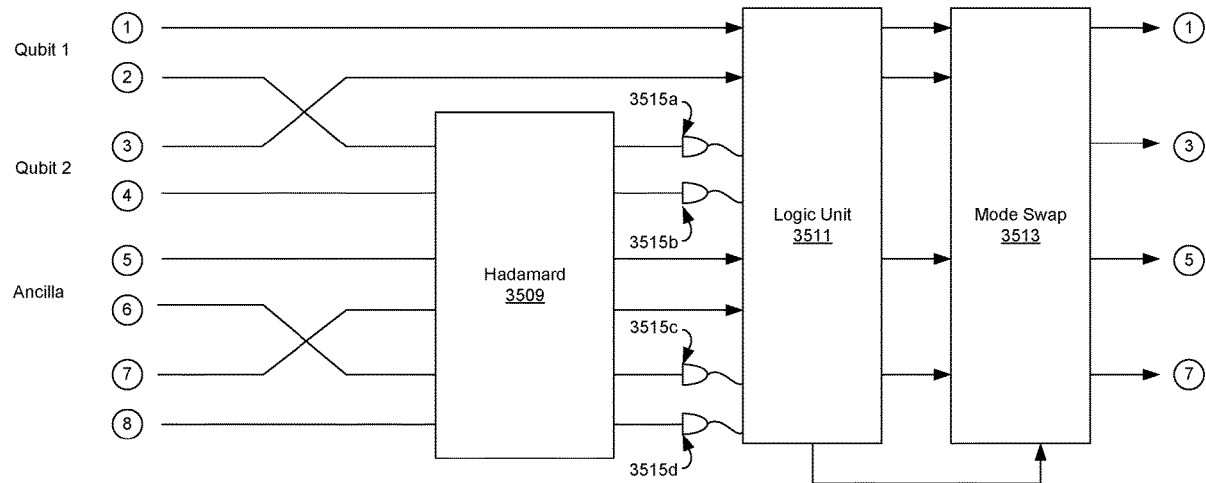 1
1
Qubit 1
2
3515a
3
3
Qubit 2
4
Logic Unit
3511
Mode Swap
3513
3515b
5
5
Hadamard
3509
Ancilla
6
3515c
7
7
8
3515d